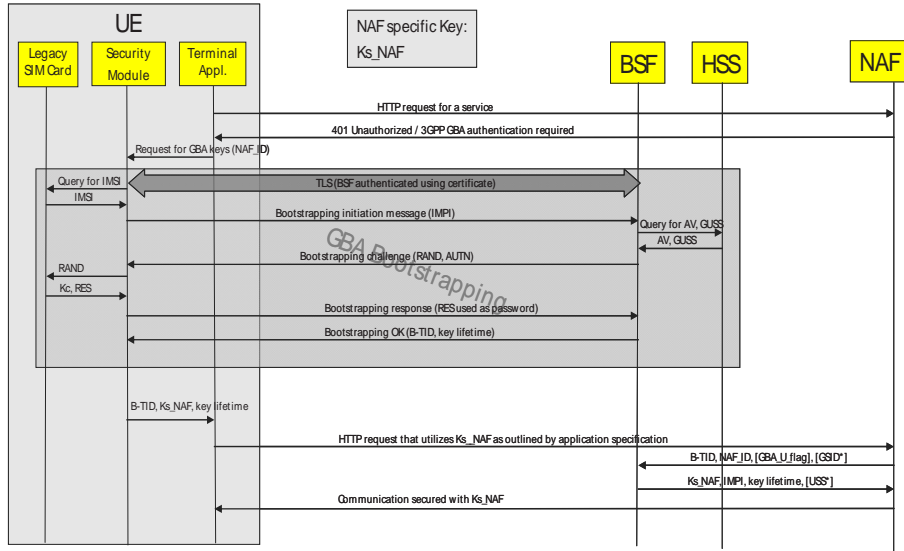 UE
NAF specific Key:
Ks_NAF
Legacy
SIM Card
Security
Module
Terminal
Appl.
BSF
HSS
NAF
HTTP request for a service
401 Unauthorized / 3GPP GBA authentication required
Request for GBA keys (NAF_ID)
Query for IMSI
TLS (BSF authenticated using certificate)
IMSI
Bootstrapping initiation message (IMPI)
Query for AV, GUSS
AV, GUSS
GBA Bootstrapping
Bootstrapping challenge (RAND, AUTN)
RAND
Kc, RES
Bootstrapping response (RES used as password)
Bootstrapping OK (B-TID, key lifetime)
B-TID, Ks_NAF, key lifetime
HTTP request that utilizes Ks_NAF as outlined by application specification
B-TID, NAF_ID, [GBA_U_flag], [GSID*]
Ks_NAF, IMPI, key lifetime, [USS*]
Communication secured with Ks_NAF